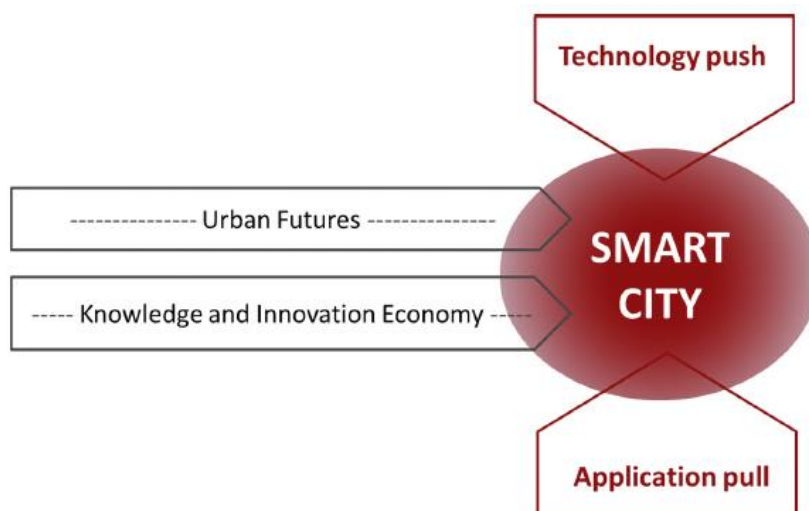 Technology push
Urban Futures
SMART
CITY
Knowledge and Innovation Economy
Application pull